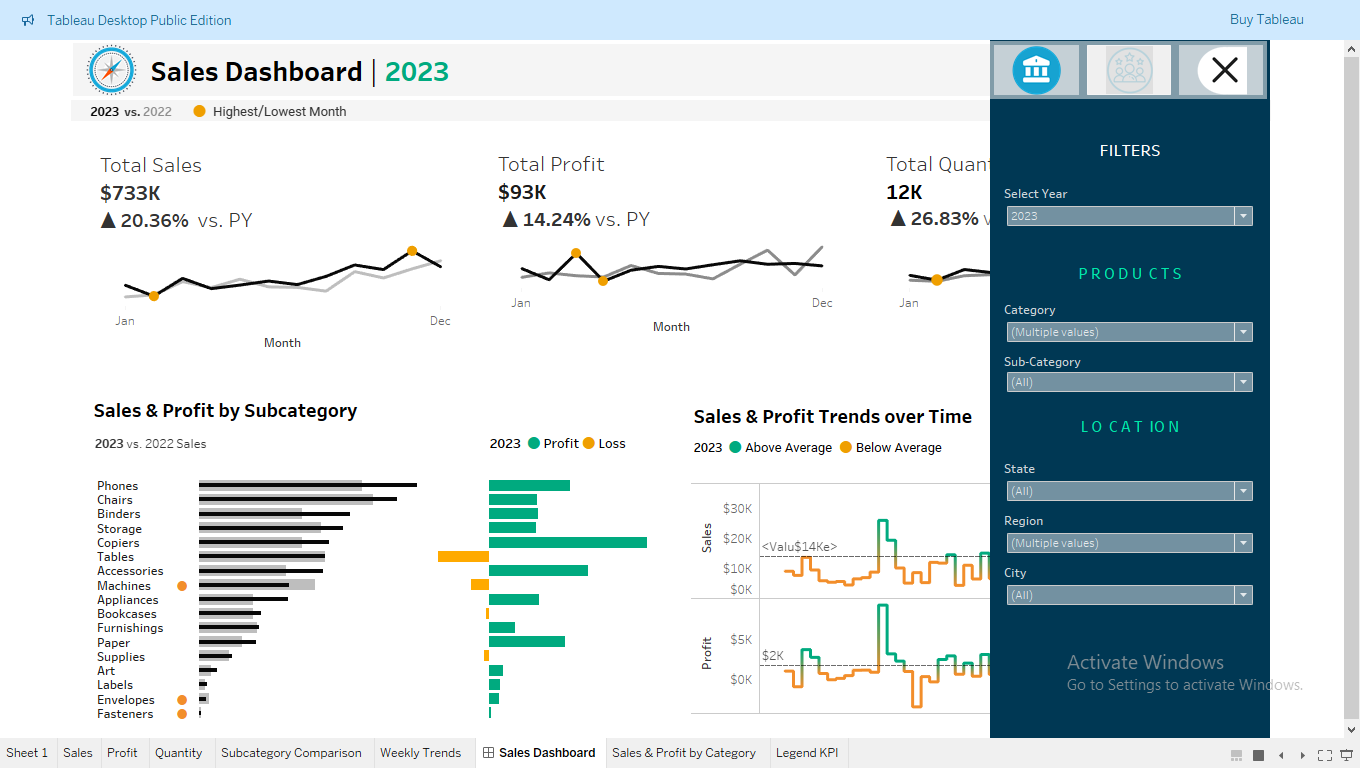 Tableau Desktop Public Edition
Buy Tableau
Sales Dashboard | 2023
2023 vs. 2022
Highest/Lowest Month
Total Sales
$733K
▲ 20.36% vs. PY
Jan
Dec
Month
Total Profit
$93K
▲ 14.24% vs. PY
Jan
Dec
Month
Total Quan
12K
▲ 26.83%
Jan
Sales & Profit by Subcategory
2023 vs. 2022 Sales
2023 Profit Loss
Phones
Chairs
Binders
Storage
Copiers
Tables
Accessories
Machines
Appliances
Bookcases
Furnishings
Paper
Supplies
Art
Labels
Envelopes
Fasteners
Sales & Profit Trends over Time
2023 Above Average Below Average
Sales
$30K
$20K
$10K
$0K
<Valu$14Ke>
Profit
$5K
$0K
$2K
FILTERS
Select Year
2023
PRODUCTS
Category
(Multiple values)
Sub-Category
(All)
LOCATION
State
(All)
Region
(Multiple values)
City
(All)
Activate Windows
Go to Settings to activate Windows.
Sheet 1
Sales
Profit
Quantity
Subcategory Comparison
Weekly Trends
Sales Dashboard
Sales & Profit by Category
Legend KPI